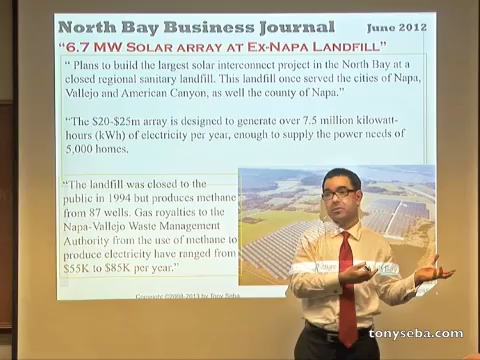 North Bay Business Journal June 2012
“6.7 MW Solar array at Ex-Napa Landfill”
“ Plans to build the largest solar interconnect project in the North Bay at a
closed regional sanitary landfill. This landfill once served the cities of Napa,
Vallejo and American Canyon, as well the county of Napa.”
“The $20-$25m array is designed to generate over 7.5 million kilowatt-
hours (kWh) of electricity per year, enough to supply the power needs of
5,000 homes.
“The landfill was closed to the
public in 1994 but produces methane
from 87 wells. Gas royalties to the
Napa-Vallejo Waste Management
Authority from the use of methane to
produce electricity have ranged from
$55K to $85K per year.”
Copyright ©2008-2013 by Tony Seba
tonyseba.com